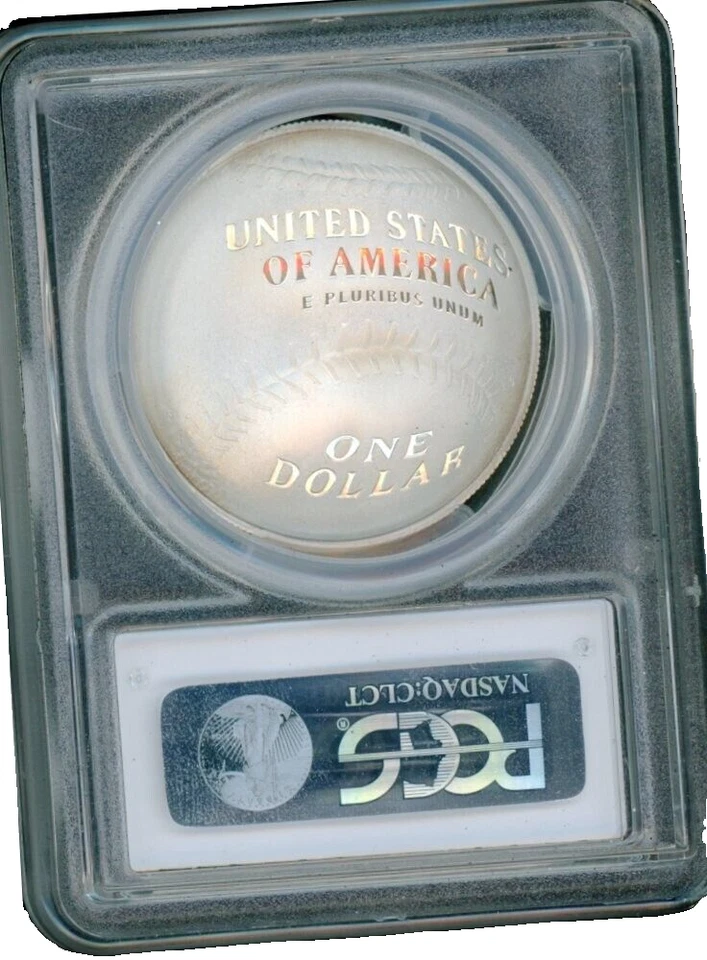 UNITED STATES
OF AMERICA
E PLURIBUS UNUM
ONE
DOLLAR
PCGS®
NASDAQ:CLCT